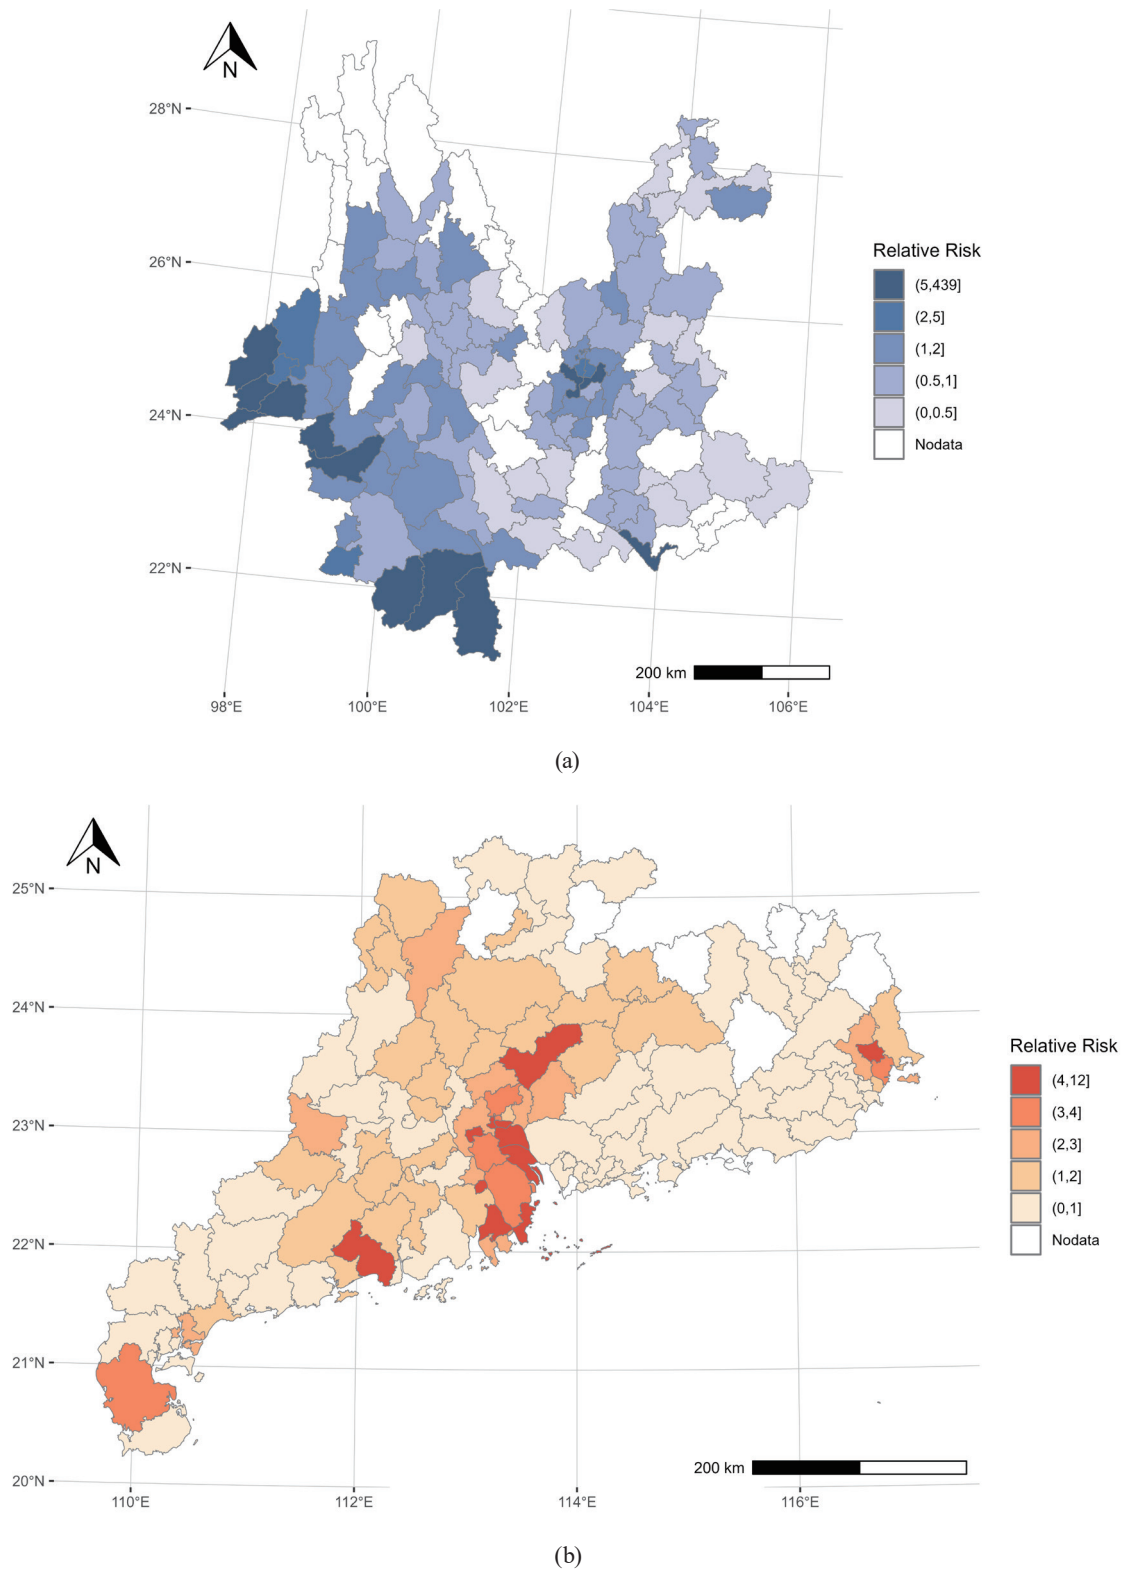 N
28°N
26°N
24°N
22°N
98°E
100°E
102°E
104°E
106°E
200 km
Relative Risk
(5,439]
(2,5]
(1,2]
(0.5,1]
(0,0.5]
Nodata
(a)
N
25°N
24°N
23°N
22°N
21°N
20°N
110°E
112°E
114°E
116°E
200 km
Relative Risk
(4,12]
(3,4]
(2,3]
(1,2]
(0,1]
Nodata
(b)